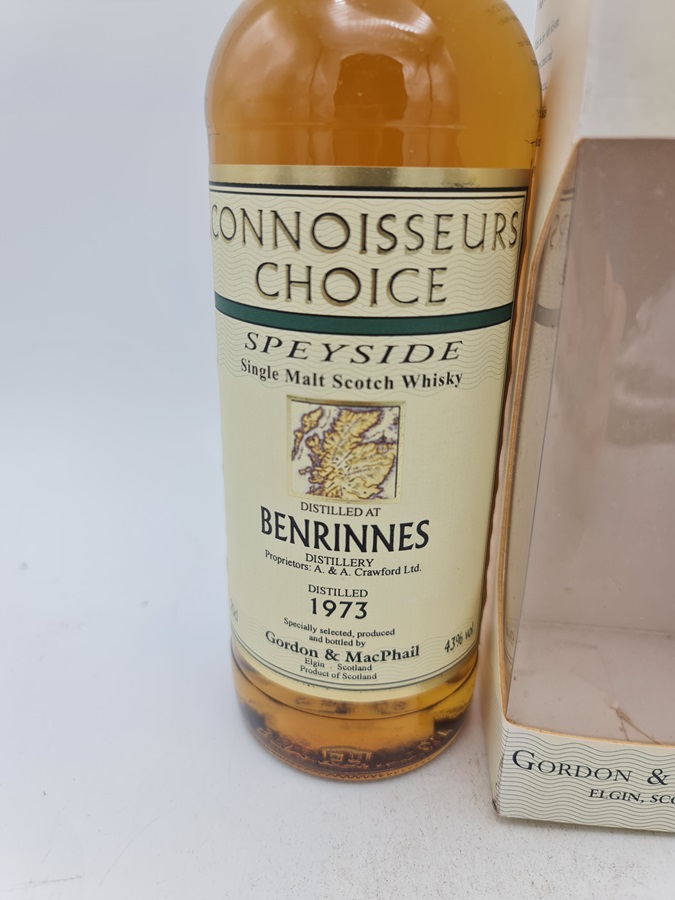 CONNOISSEURS
CHOICE
SPEYSIDE
Single Malt Scotch Whisky
DISTILLED AT
BENRINNES
DISTILLERY
Proprietors: A. & A. Crawford Ltd.
DISTILLED
1973
Specially selected, produced
and bottled by
Gordon & MacPhail
43% vol
Elgin . Scotland
Product of Scotland
GORDON &
ELGIN, SCO